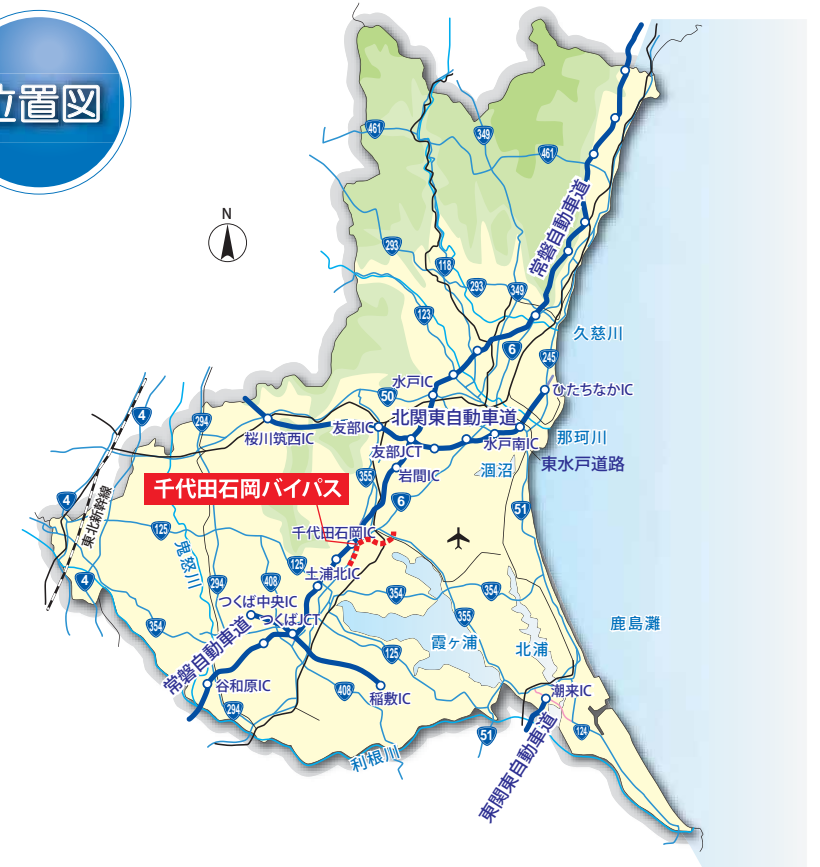 位置図
N
461
349
461
常磐自動車道
293
118
293
349
123
久慈川
6
245
水戸IC
ひたちなかIC
50
北関東自動車道
4
294
桜川筑西IC
友部IC
水戸南IC
那珂川
友部JCT
東水戸道路
涸沼
355
岩間IC
千代田石岡バイパス
4
東北新幹線
6
51
125
千代田石岡IC
鬼怒川
125
土浦北IC
4
294
408
354
354
つくば中央IC
355
つくばJCT
354
鹿島灘
霞ヶ浦
北浦
常磐自動車道
125
谷和原IC
408
稲敷IC
潮来IC
294
51
124
東関東自動車道
利根川